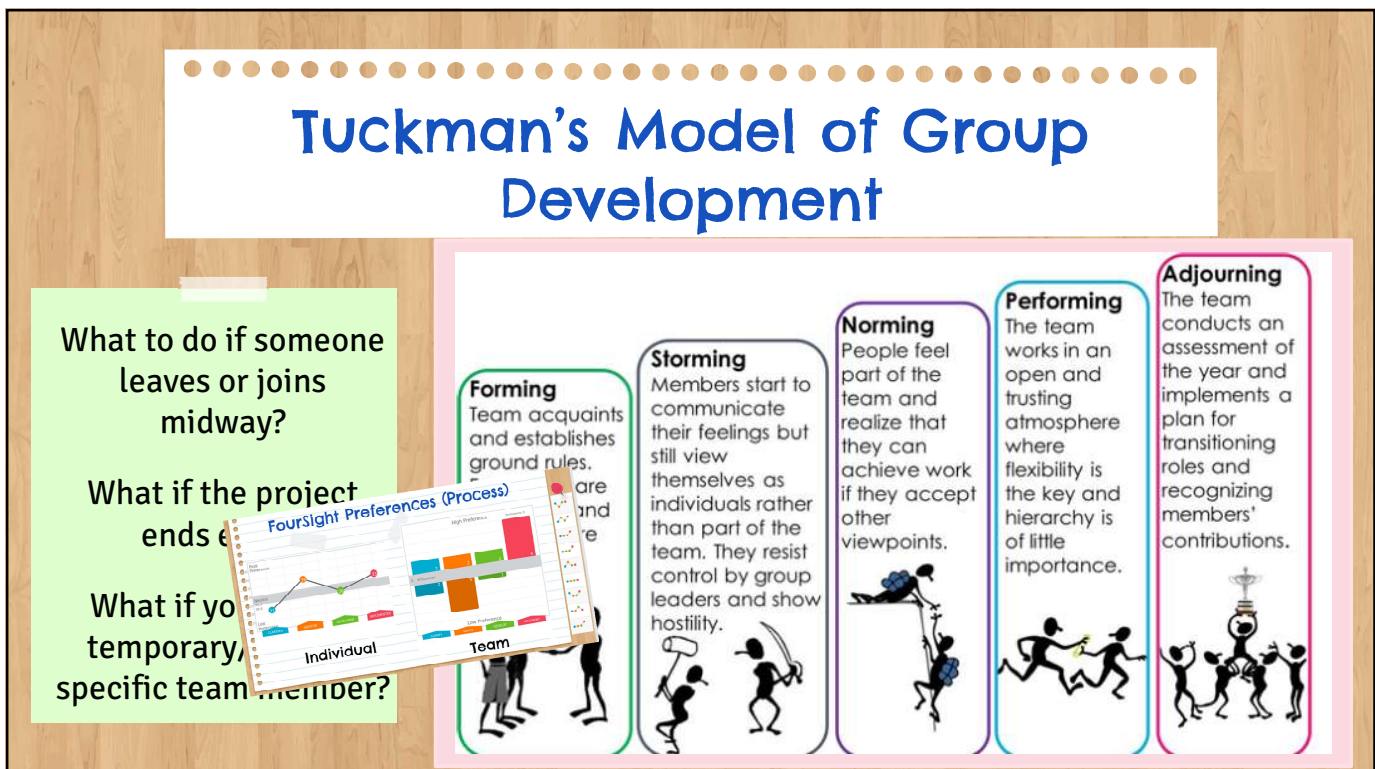 Tuckman's Model of Group
Development
What to do if someone
leaves or joins
midway?
What if the project
ends
What if
temporary/
specific team member?
Forming
Team acquaints
and establishes
ground rules.
are
and
Storming
Members start to
communicate
their feelings but
still view
themselves as
individuals rather
than part of the
team. They resist
control by group
leaders and show
hostility.
Norming
People feel
part of the
team and
realize that
they can
achieve work
if they accept
other
viewpoints.
Performing
The team
works in an
open and
trusting
atmosphere
where
flexibility is
the key and
hierarchy is
of little
importance.
Adjourning
The team
conducts an
assessment of
the year and
implements a
plan for
transitioning
roles and
recognizing
members'
contributions.
FourSight Preferences (Process)
High Preference
Low Preference
Individual
Team